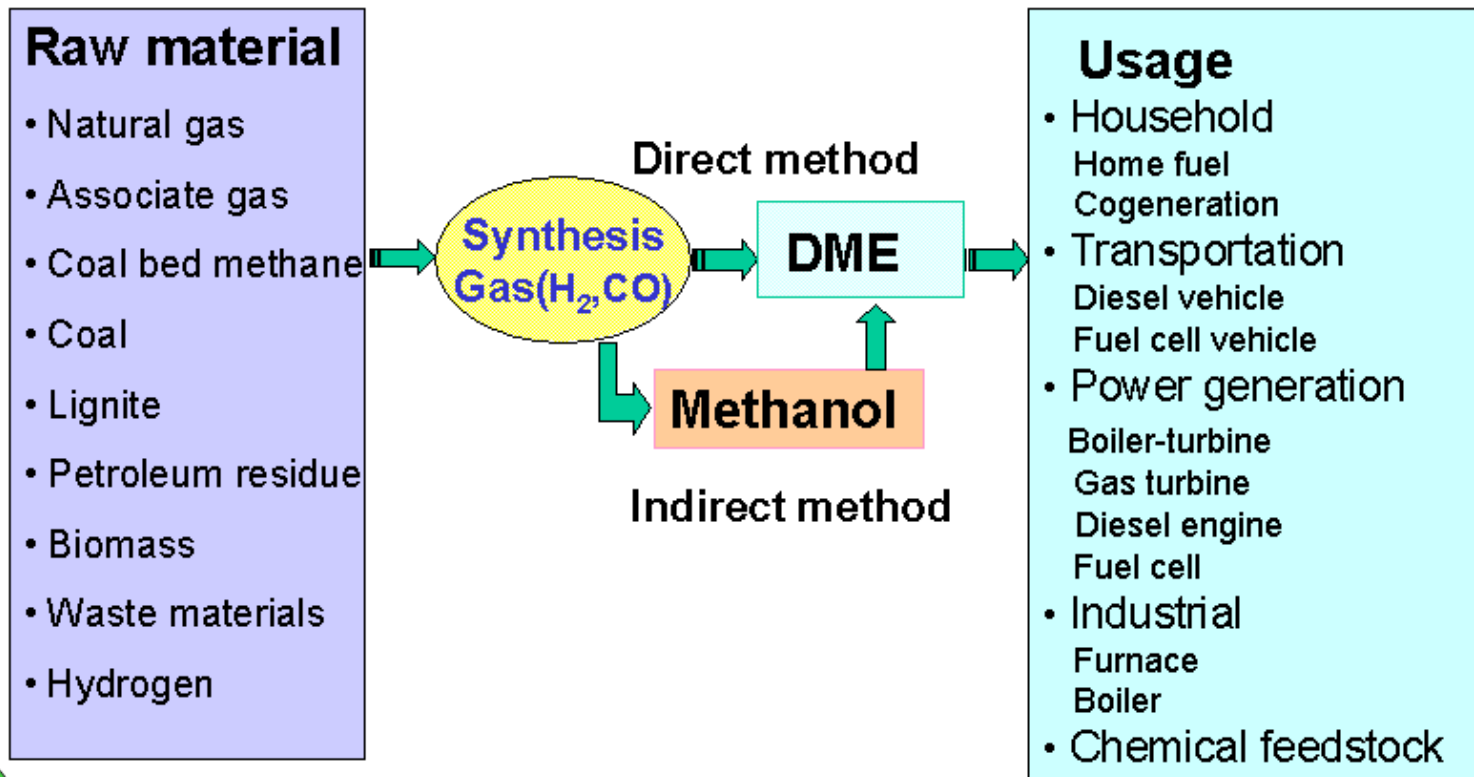 Raw material
• Natural gas
• Associate gas
• Coal bed methane
• Coal
• Lignite
• Petroleum residue
• Biomass
• Waste materials
• Hydrogen
Synthesis
Gas(H₂,CO)
Direct method
DME
Methanol
Indirect method
Usage
• Household
Home fuel
Cogeneration
• Transportation
Diesel vehicle
Fuel cell vehicle
• Power generation
Boiler-turbine
Gas turbine
Diesel engine
Fuel cell
• Industrial
Furnace
Boiler
• Chemical feedstock